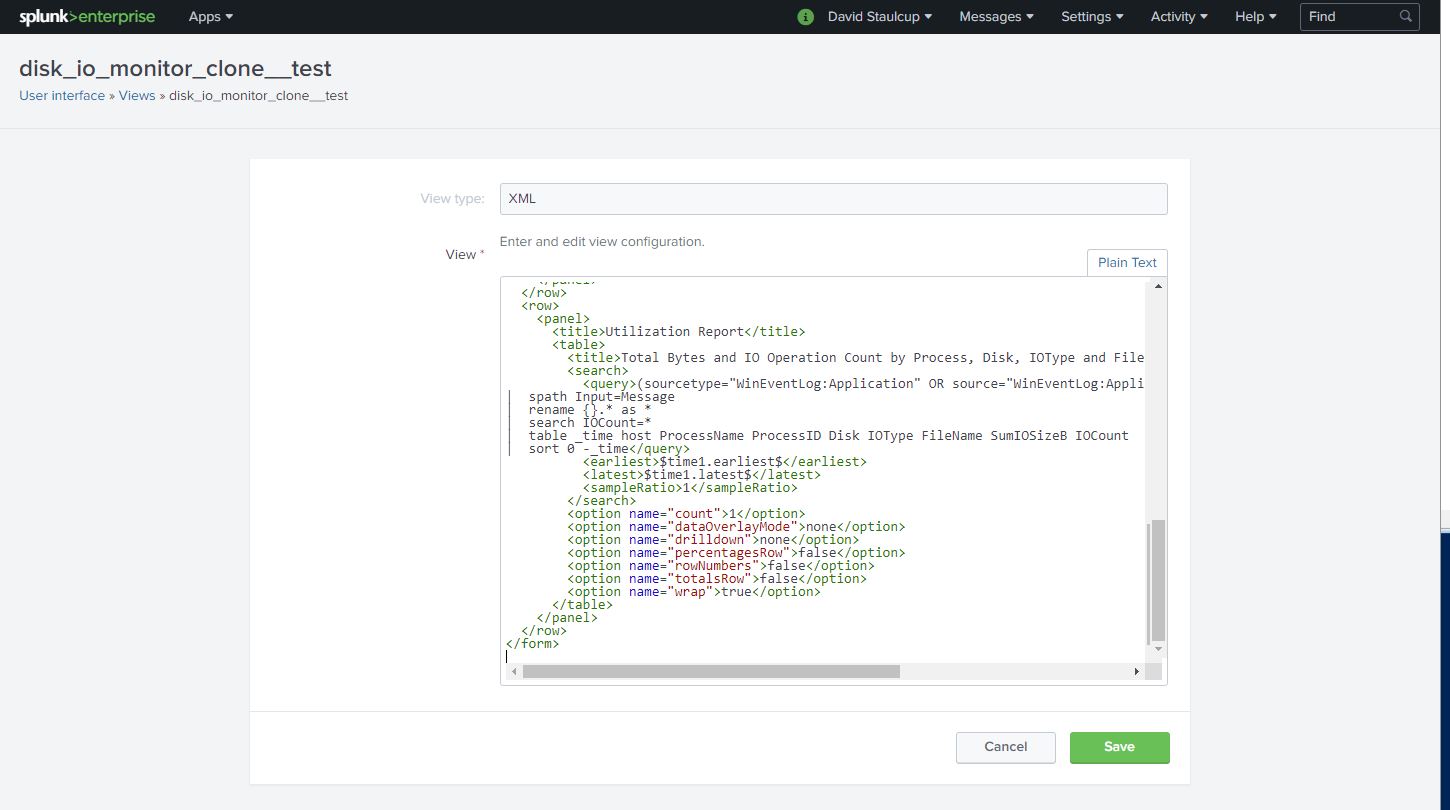 splunk>enterprise Apps David Staulcup Messages Settings Activity Help Find
disk_io_monitor_clone__test
User interface » Views » disk_io_monitor_clone__test
View type: XML
Enter and edit view configuration.
View *
Plain Text
</panel>
</row>
<row>
<panel>
<title>Utilization Report</title>
<table>
<title>Total Bytes and IO Operation Count by Process, Disk, IOType and File
<search>
<query>(sourcetype="WinEventLog:Application" OR source="WinEventLog:Appli
| spath Input=Message
| rename {}.* as *
| search IOCount=*
| table _time host ProcessName ProcessID Disk IOType FileName SumIOSizeB IOCount
| sort 0 -_time</query>
<earliest>$time1.earliest$</earliest>
<latest>$time1.latest$</latest>
<sampleRatio>1</sampleRatio>
</search>
<option name="count">1</option>
<option name="dataOverlayMode">none</option>
<option name="drilldown">none</option>
<option name="percentagesRow">false</option>
<option name="rowNumbers">false</option>
<option name="totalsRow">false</option>
<option name="wrap">true</option>
</table>
</panel>
</row>
</form>
Cancel Save